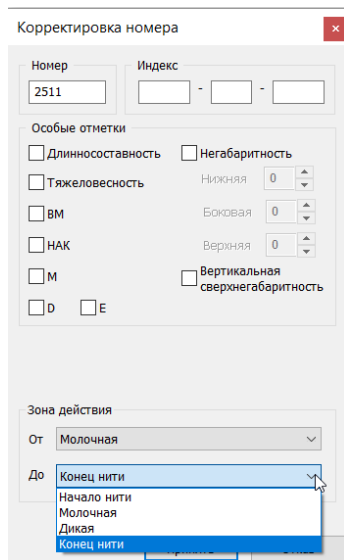 Корректировка номера
Номер Индекс
2511 - -
Особые отметки
Длинносоставность Негабаритность
Тяжеловесность Нижняя 0
ВМ Боковая 0
НАК Верхняя 0
М Вертикальная
сверхнегабаритность
D E
Зона действия
От Молочная
До Конец нити
Начало нити
Молочная
Дикая
Конец нити